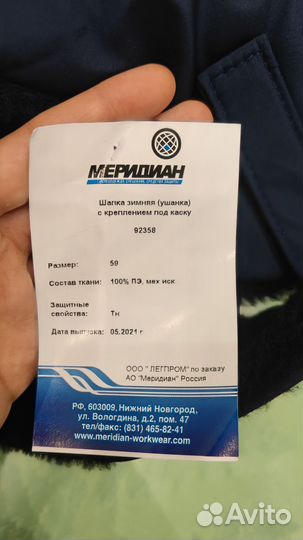 МЕРИДИАН
Шапка зимняя (ушанка)
с креплением под каску
92358
Размер: 59
Состав ткани: 100% ПЭ, мех иск
Защитные
свойства: Тн
Дата выпуска: 05.2021 г
ООО "ЛЕГПРОМ" по заказу
АО "Меридиан" Россия
РФ, 603009, Нижний Новгород,
ул. Вологдина, д.2, пом. 47
тел/факс: (831) 465-82-41
www.meridian-workwear.com
Avito